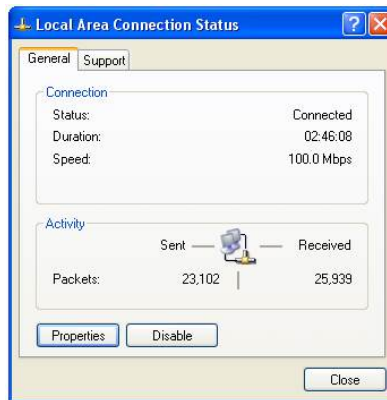 Local Area Connection Status
General Support
Connection
Status: Connected
Duration: 02:46:08
Speed: 100.0 Mbps
Activity
Sent Received
Packets: 23,102 25,939
Properties Disable
Close